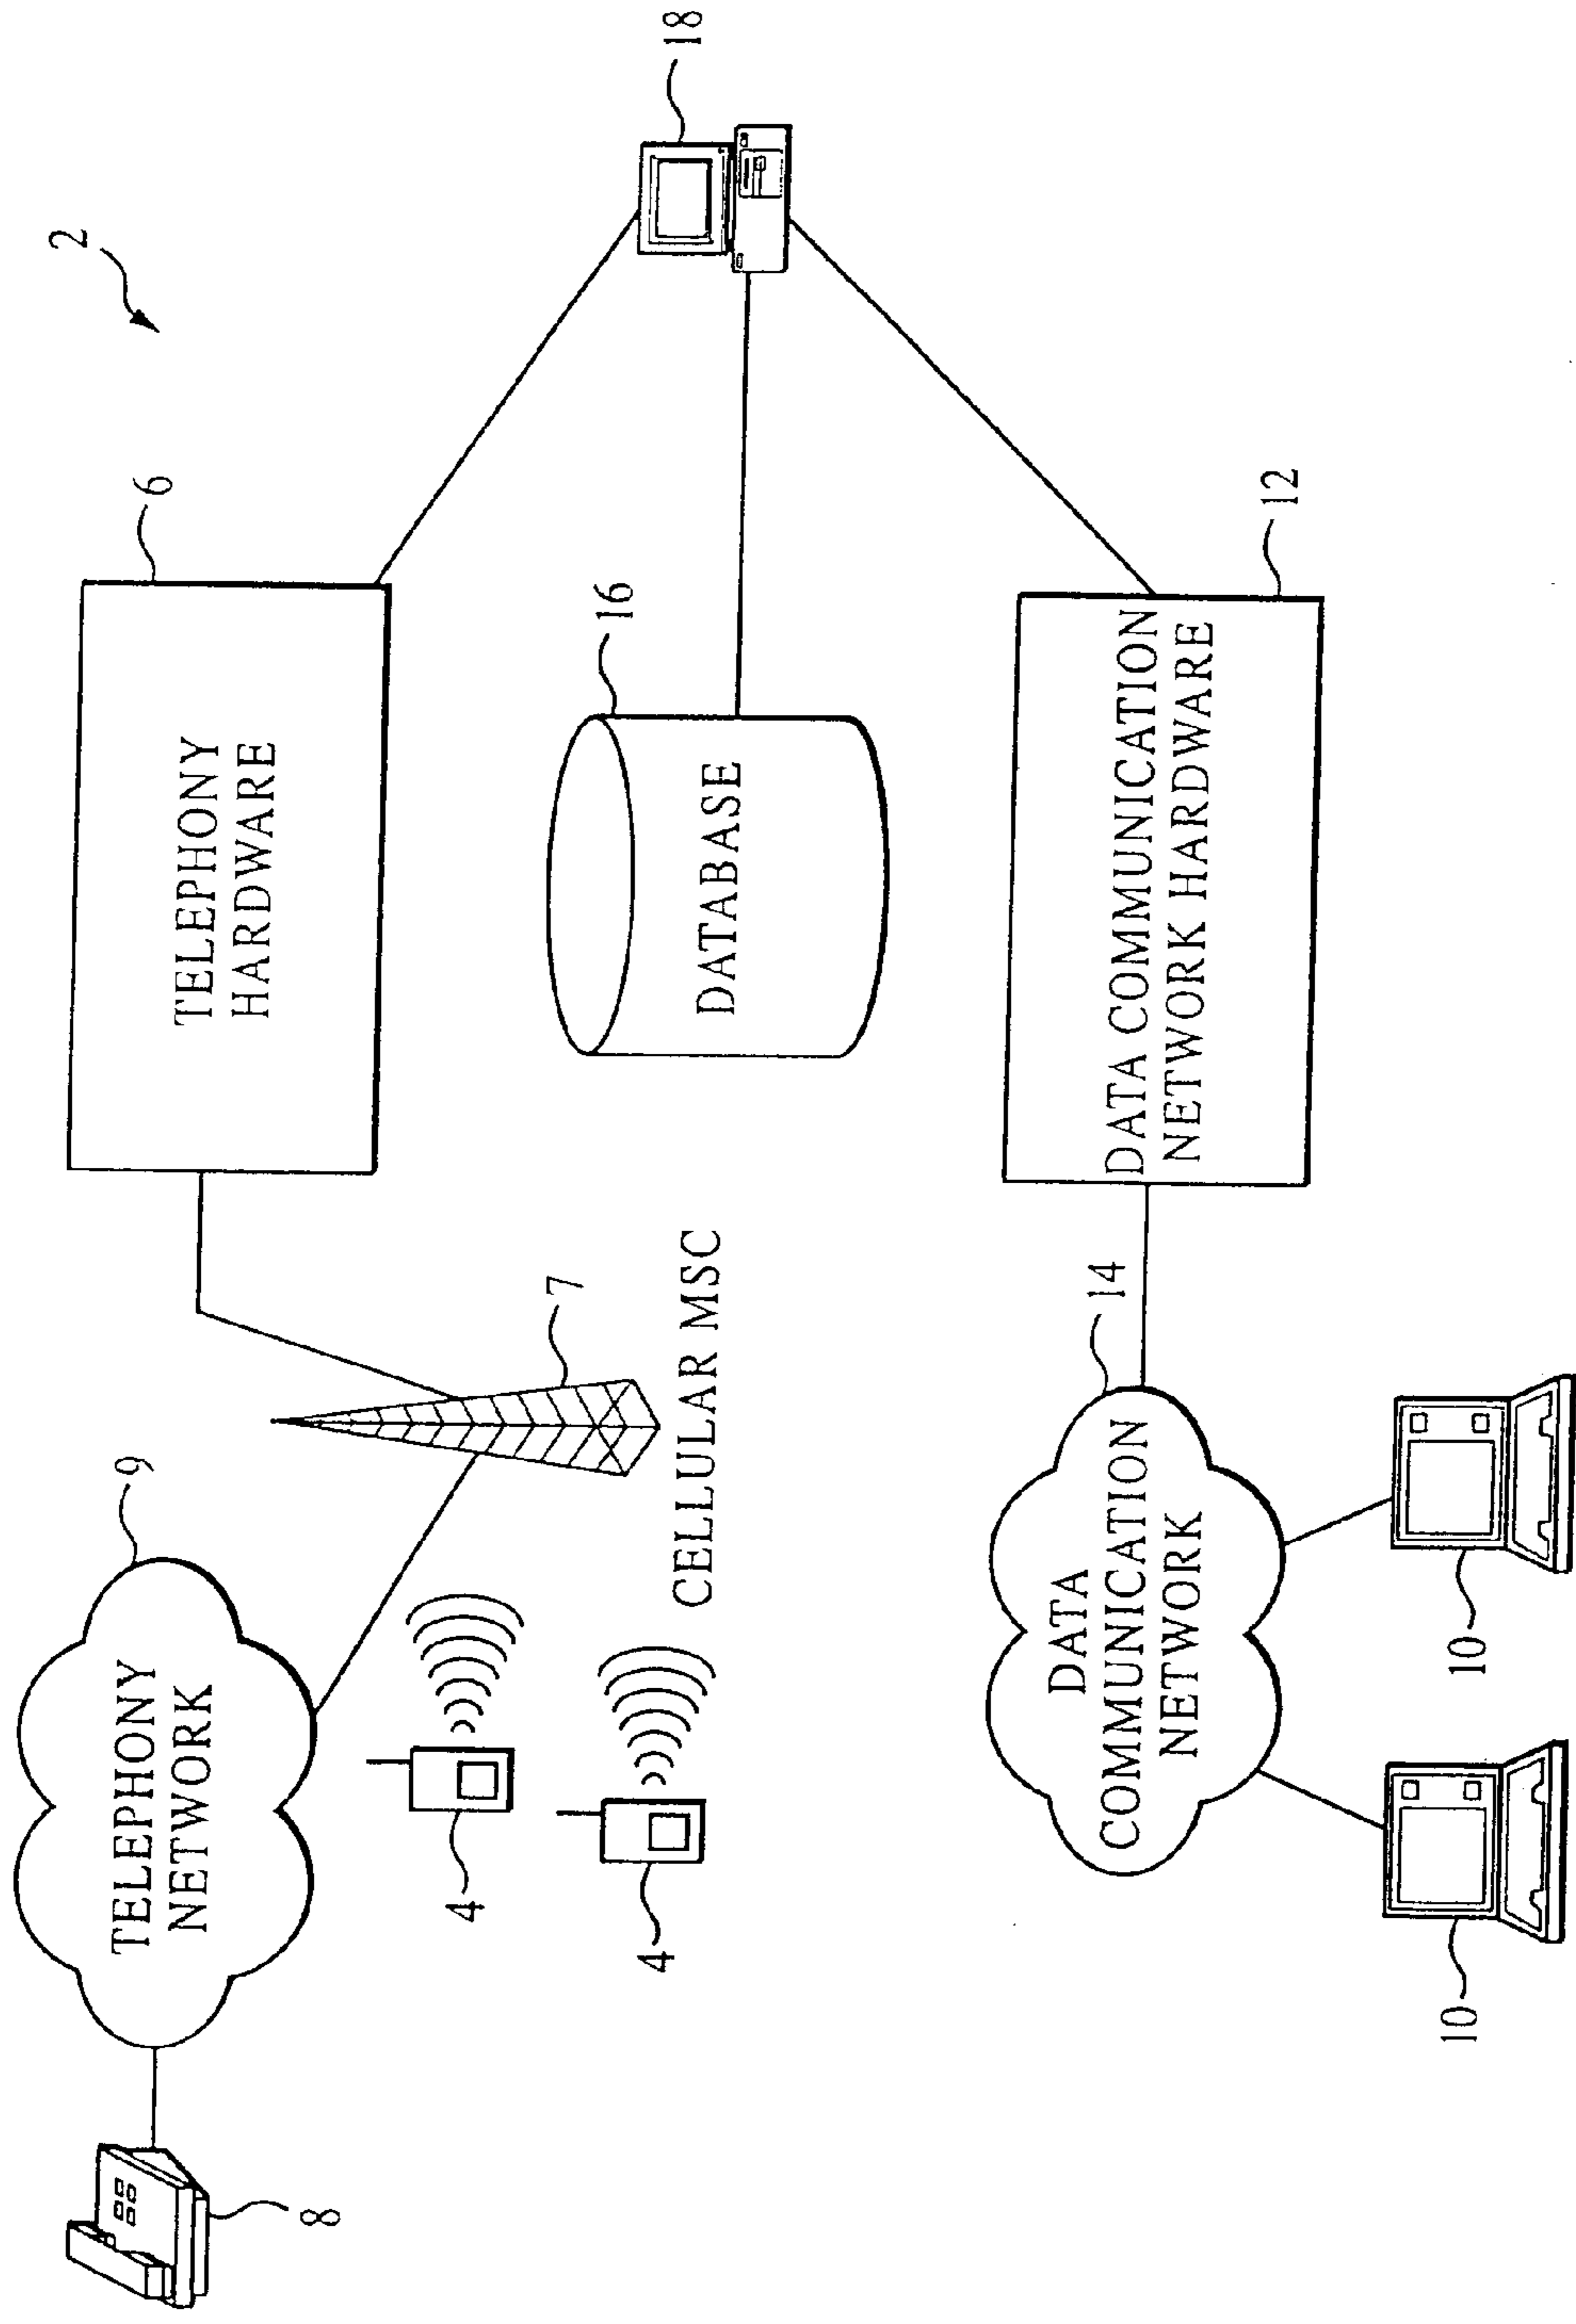 2
18
6
TELEPHONY
HARDWARE
16
DATABASE
12
DATA COMMUNICATION
NETWORK HARDWARE
9
TELEPHONY
NETWORK
7
CELLULAR MSC
14
DATA
COMMUNICATION
NETWORK
8
4
4
10
10